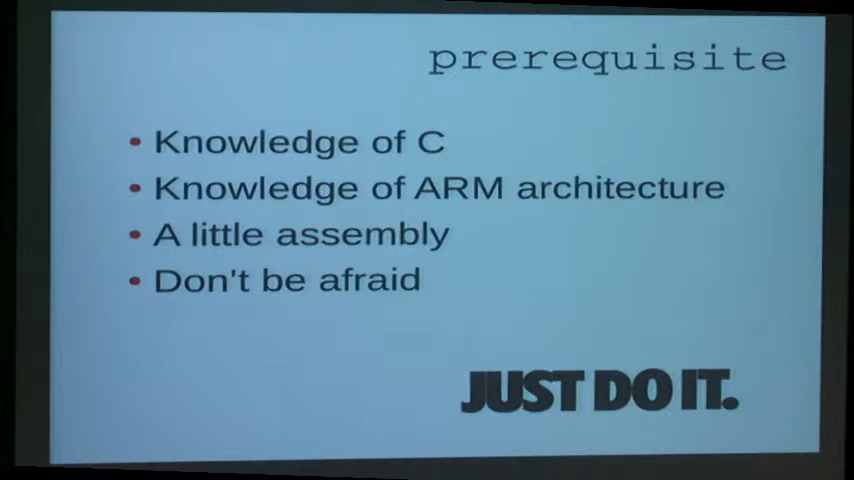 prerequisite
• Knowledge of C
• Knowledge of ARM architecture
• A little assembly
• Don't be afraid
JUST DO IT.